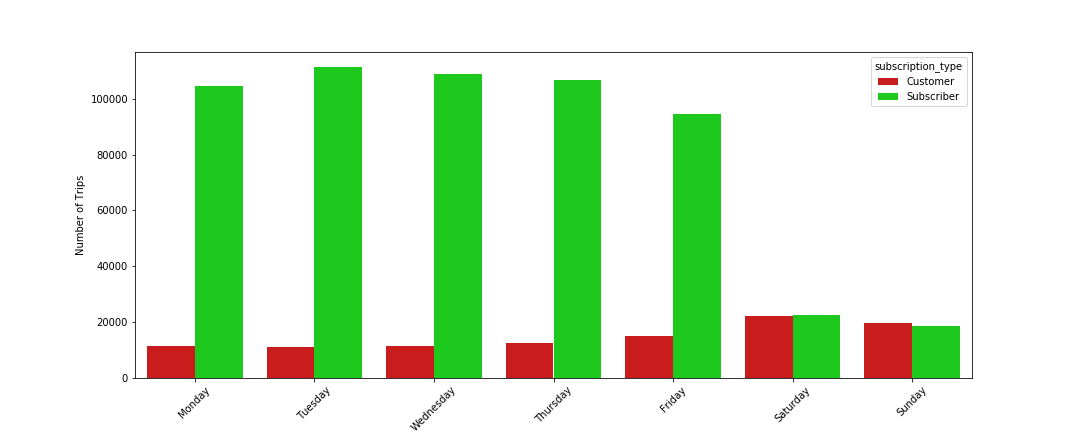 subscription_type
Customer
Subscriber
Number of Trips
100000
80000
60000
40000
20000
0
Monday
Tuesday
Wednesday
Thursday
Friday
Saturday
Sunday